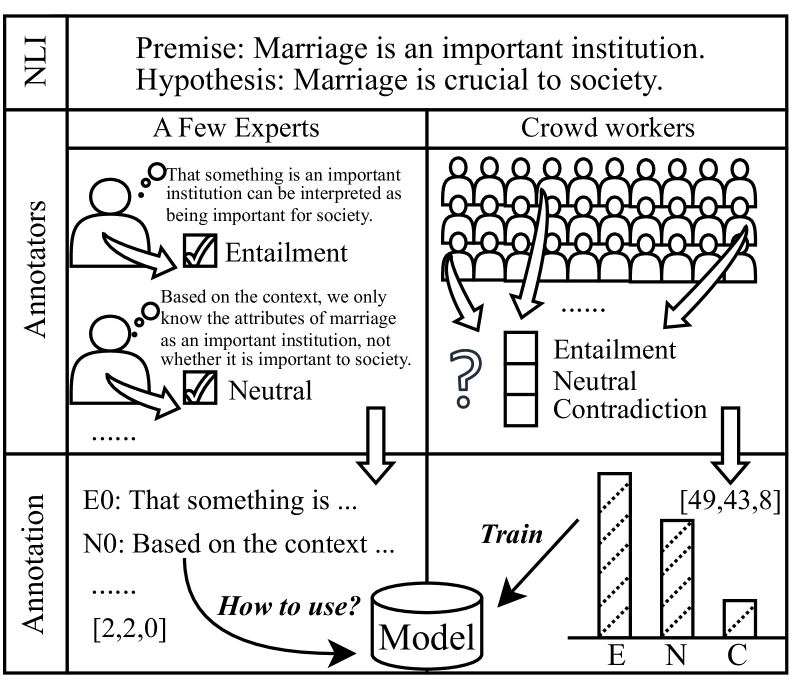 NLI
Premise: Marriage is an important institution.
Hypothesis: Marriage is crucial to society.
Annotators
A Few Experts
That something is an important
institution can be interpreted as
being important for society.
Entailment
Based on the context, we only
know the attributes of marriage
as an important institution, not
whether it is important to society.
Neutral
......
Crowd workers
......
?
Entailment
Neutral
Contradiction
Annotation
E0: That something is ...
N0: Based on the context ...
......
[2,2,0]
How to use?
Model
Train
[49,43,8]
E N C